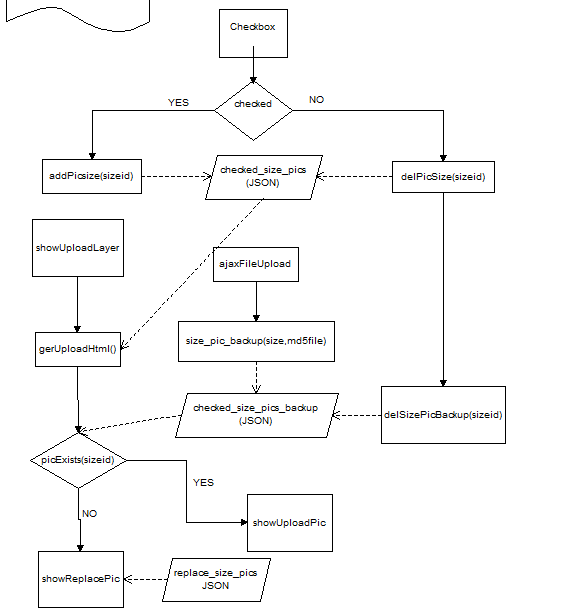 Checkbox
checked
YES
NO
addPicsize(sizeid)
checked_size_pics
(JSON)
delPicSize(sizeid)
showUploadLayer
ajaxFileUpload
gerUploadHtml()
size_pic_backup(size,md5file)
checked_size_pics_backup
(JSON)
delSizePicBackup(sizeid)
picExists(sizeid)
YES
NO
showUploadPic
showReplacePic
replace_size_pics
JSON